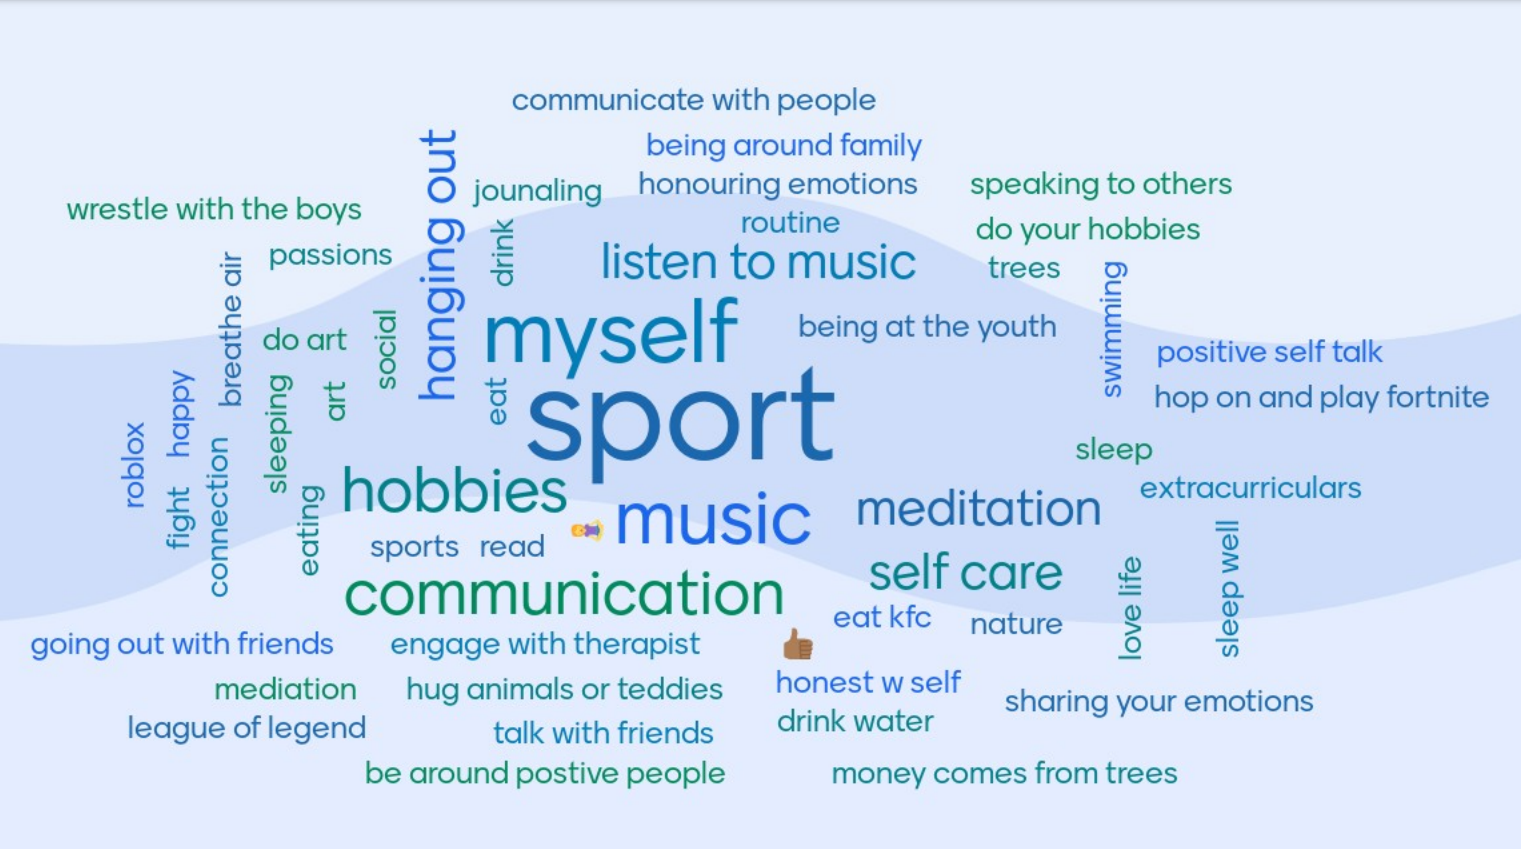 communicate with people
being around family
hanging out
jounaling
honouring emotions
speaking to others
wrestle with the boys
routine
do your hobbies
drink
passions
listen to music
trees
breathe air
swimming
social
myself
being at the youth
do art
positive self talk
happy
sleeping
art
eat
sport
hop on and play fortnite
roblox
sleep
connection
fight
eating
hobbies
extracurriculars
music
meditation
sports
read
sleep well
self care
love life
communication
eat kfc
nature
going out with friends
engage with therapist
mediation
hug animals or teddies
honest w self
sharing your emotions
league of legend
drink water
talk with friends
be around postive people
money comes from trees